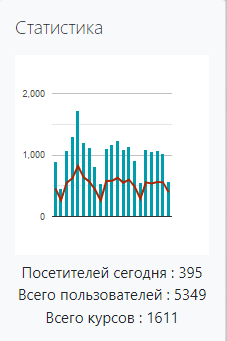 Статистика
2,000
1,000
0
Посетителей сегодня : 395
Всего пользователей : 5349
Всего курсов : 1611